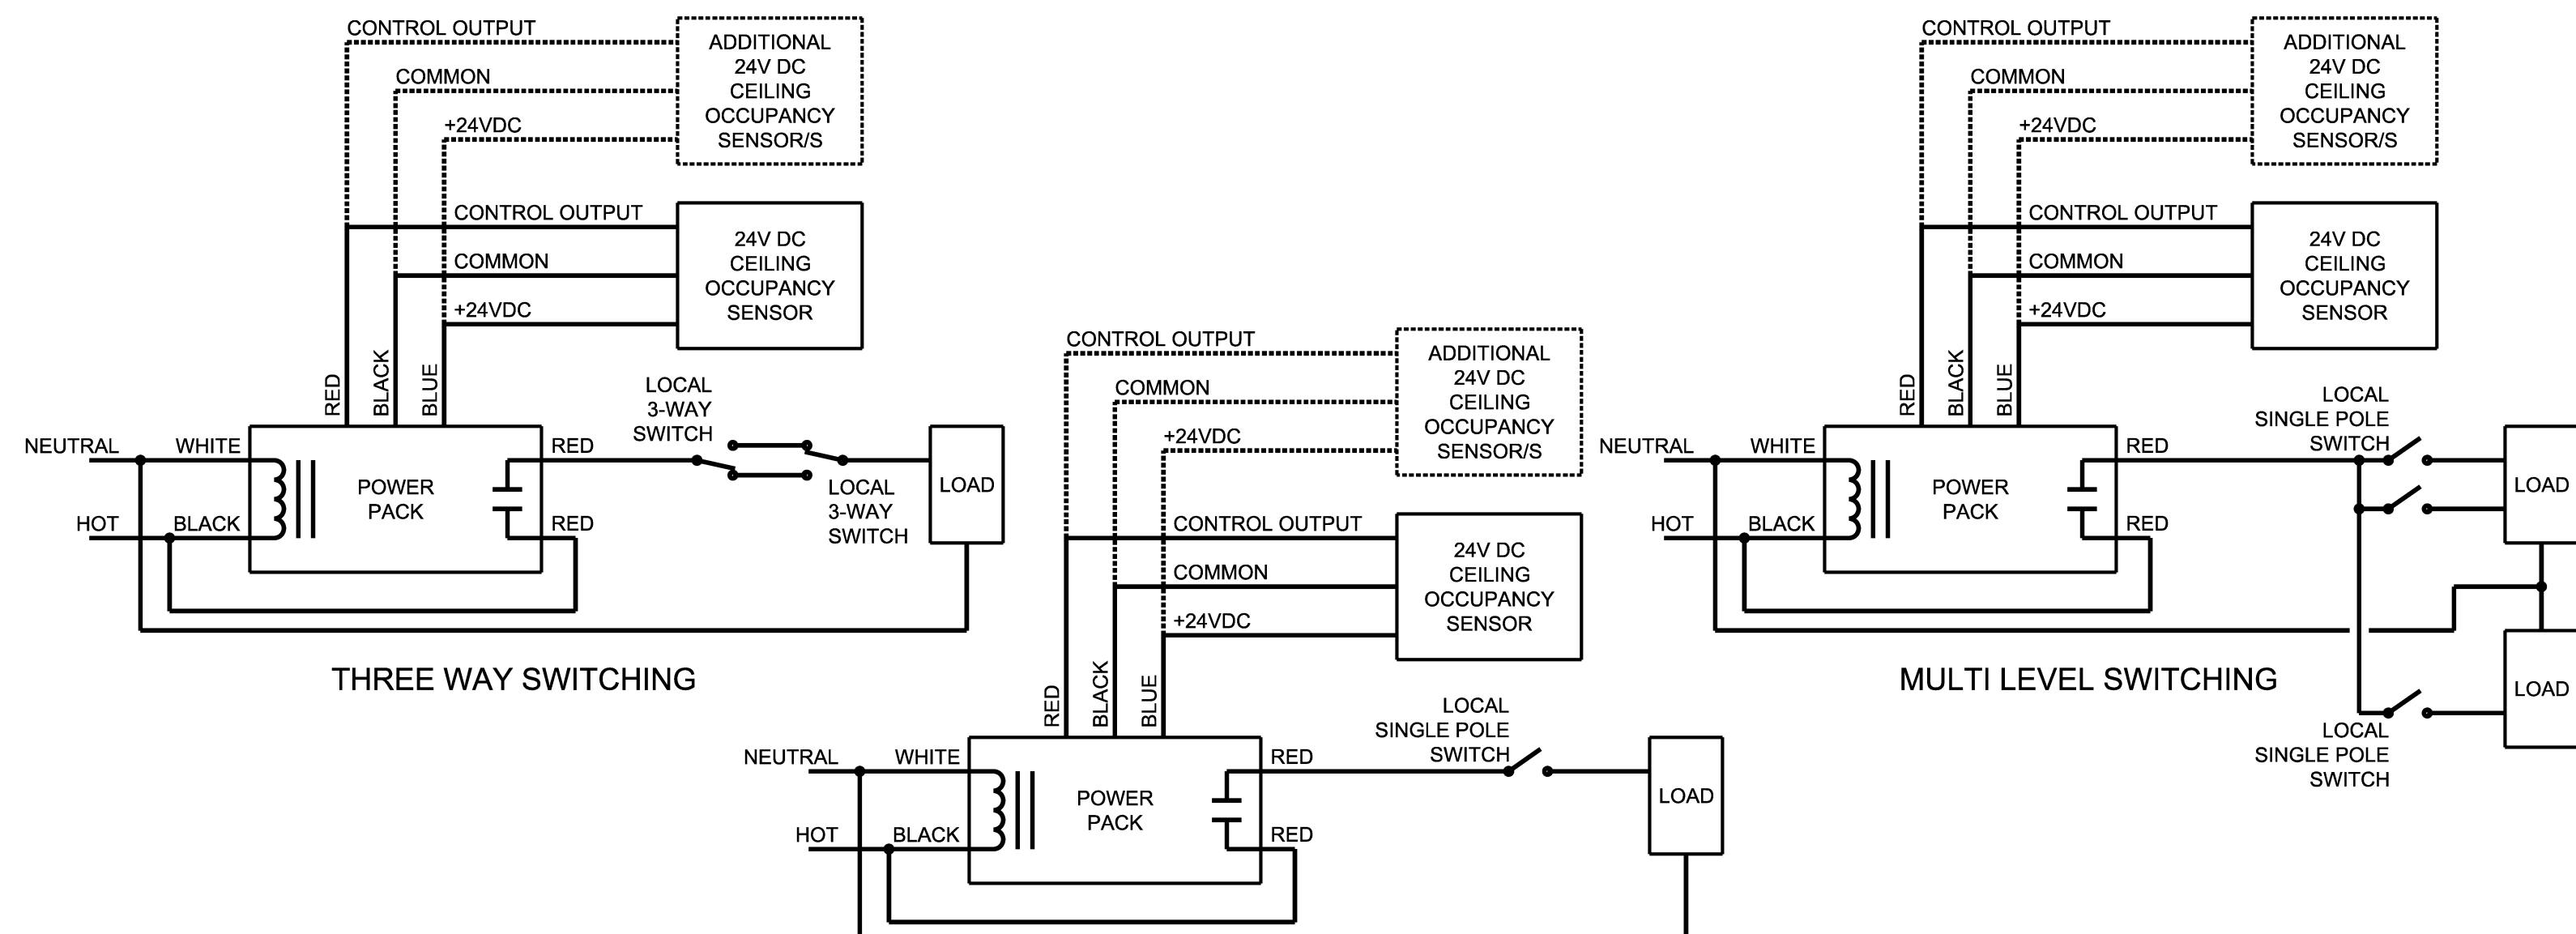 CONTROL OUTPUT
COMMON
+24VDC
ADDITIONAL
24V DC
CEILING
OCCUPANCY
SENSOR/S
CONTROL OUTPUT
COMMON
+24VDC
24V DC
CEILING
OCCUPANCY
SENSOR
RED
BLACK
BLUE
NEUTRAL
WHITE
HOT
BLACK
POWER
PACK
RED
RED
LOCAL
3-WAY
SWITCH
LOCAL
3-WAY
SWITCH
LOAD
THREE WAY SWITCHING
CONTROL OUTPUT
COMMON
+24VDC
ADDITIONAL
24V DC
CEILING
OCCUPANCY
SENSOR/S
CONTROL OUTPUT
COMMON
+24VDC
24V DC
CEILING
OCCUPANCY
SENSOR
RED
BLACK
BLUE
NEUTRAL
WHITE
HOT
BLACK
POWER
PACK
RED
RED
LOCAL
SINGLE POLE
SWITCH
LOAD
CONTROL OUTPUT
COMMON
+24VDC
ADDITIONAL
24V DC
CEILING
OCCUPANCY
SENSOR/S
CONTROL OUTPUT
COMMON
+24VDC
24V DC
CEILING
OCCUPANCY
SENSOR
RED
BLACK
BLUE
NEUTRAL
WHITE
HOT
BLACK
POWER
PACK
RED
RED
LOCAL
SINGLE POLE
SWITCH
LOAD
LOAD
LOCAL
SINGLE POLE
SWITCH
MULTI LEVEL SWITCHING